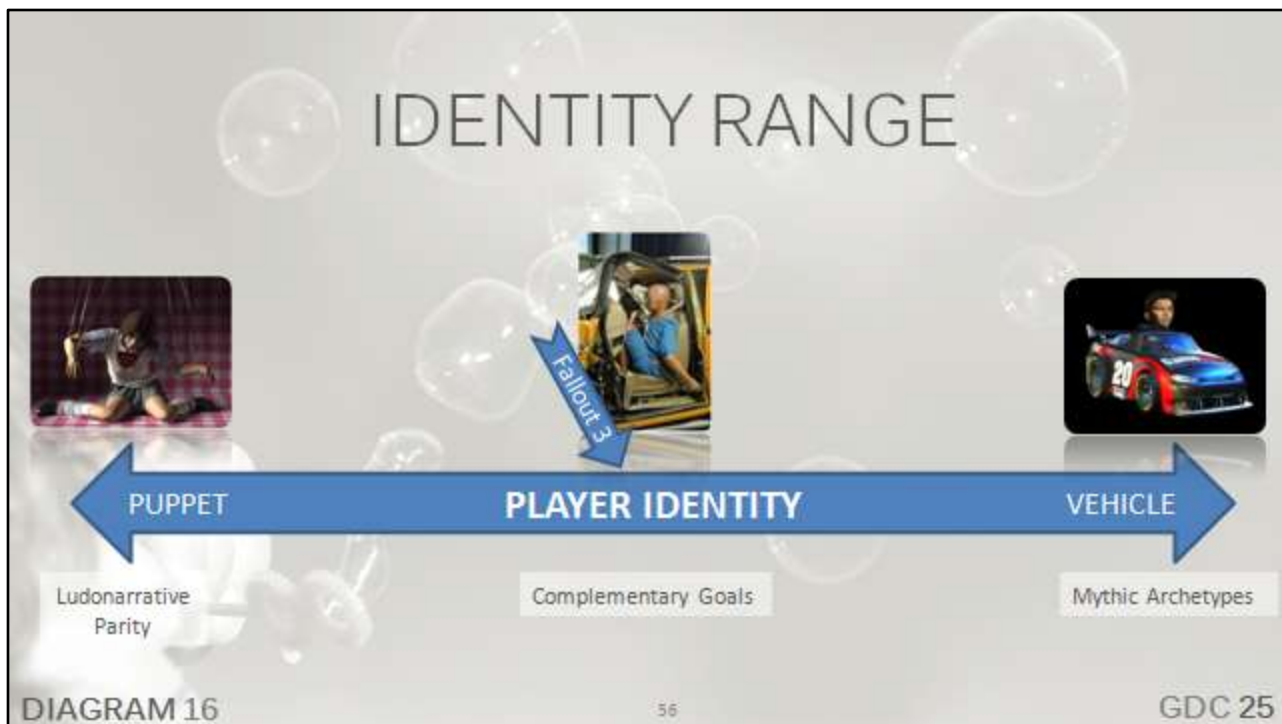 IDENTITY RANGE
20
Fallout 3
PUPPET
PLAYER IDENTITY
VEHICLE
Ludonarrative
Parity
Complementary Goals
Mythic Archetypes
DIAGRAM 16
56
GDC 25